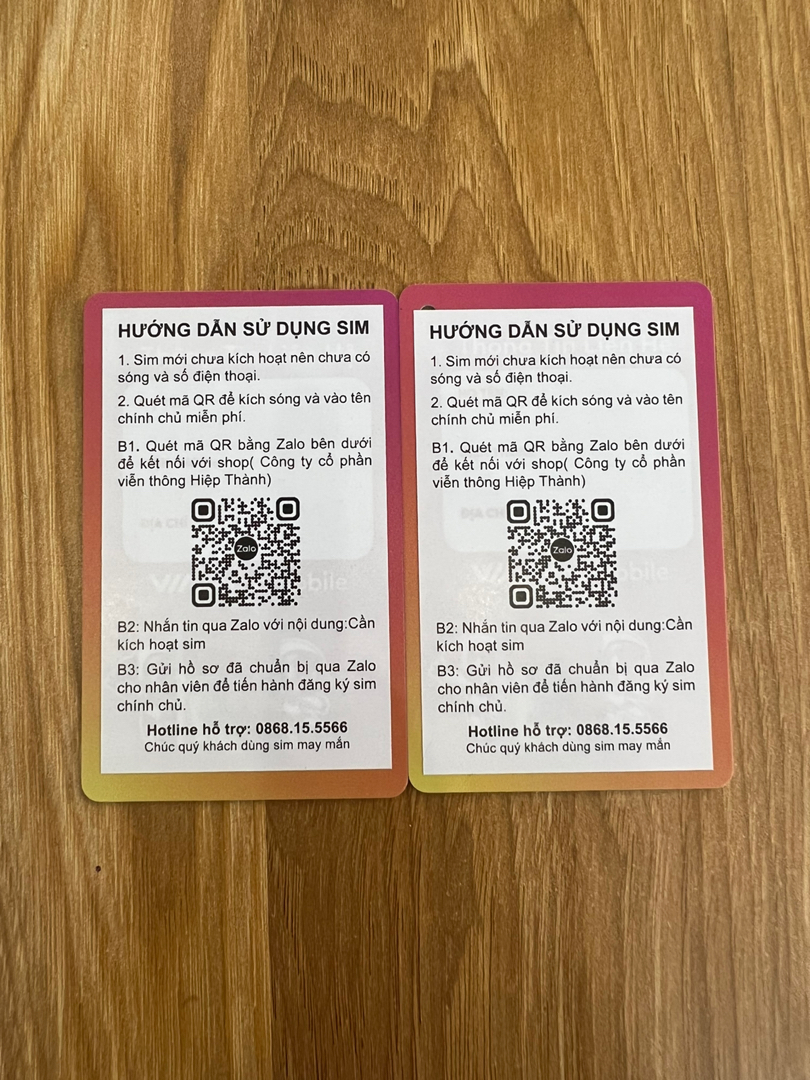 HƯỚNG DẪN SỬ DỤNG SIM
1. Sim mới chưa kích hoạt nên chưa có
sóng và số điện thoại.
2. Quét mã QR để kích sóng và vào tên
chính chủ miễn phí.
B1. Quét mã QR bằng Zalo bên dưới
để kết nối với shop( Công ty cổ phần
viễn thông Hiệp Thành)
Zalo
B2: Nhắn tin qua Zalo với nội dung:Cần
kích hoạt sim
B3: Gửi hồ sơ đã chuẩn bị qua Zalo
cho nhân viên để tiến hành đăng ký sim
chính chủ.
Hotline hỗ trợ: 0868.15.5566
Chúc quý khách dùng sim may mắn
HƯỚNG DẪN SỬ DỤNG SIM
1. Sim mới chưa kích hoạt nên chưa có
sóng và số điện thoại.
2. Quét mã QR để kích sóng và vào tên
chính chủ miễn phí.
B1. Quét mã QR bằng Zalo bên dưới
để kết nối với shop( Công ty cổ phần
viễn thông Hiệp Thành)
Zalo
B2: Nhắn tin qua Zalo với nội dung:Cần
kích hoạt sim
B3: Gửi hồ sơ đã chuẩn bị qua Zalo
cho nhân viên để tiến hành đăng ký sim
chính chủ.
Hotline hỗ trợ: 0868.15.5566
Chúc quý khách dùng sim may mắn